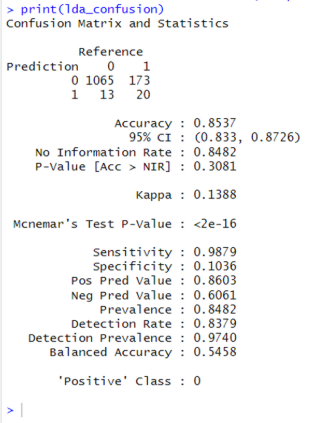 > print(lda_confusion)
Confusion Matrix and Statistics
Reference
Prediction 0 1
0 1065 173
1 13 20
Accuracy : 0.8537
95% CI : (0.833, 0.8726)
No Information Rate : 0.8482
P-Value [Acc > NIR] : 0.3081
Kappa : 0.1388
Mcnemar's Test P-Value : <2e-16
Sensitivity : 0.9879
Specificity : 0.1036
Pos Pred Value : 0.8603
Neg Pred Value : 0.6061
Prevalence : 0.8482
Detection Rate : 0.8379
Detection Prevalence : 0.9740
Balanced Accuracy : 0.5458
'Positive' Class : 0
>